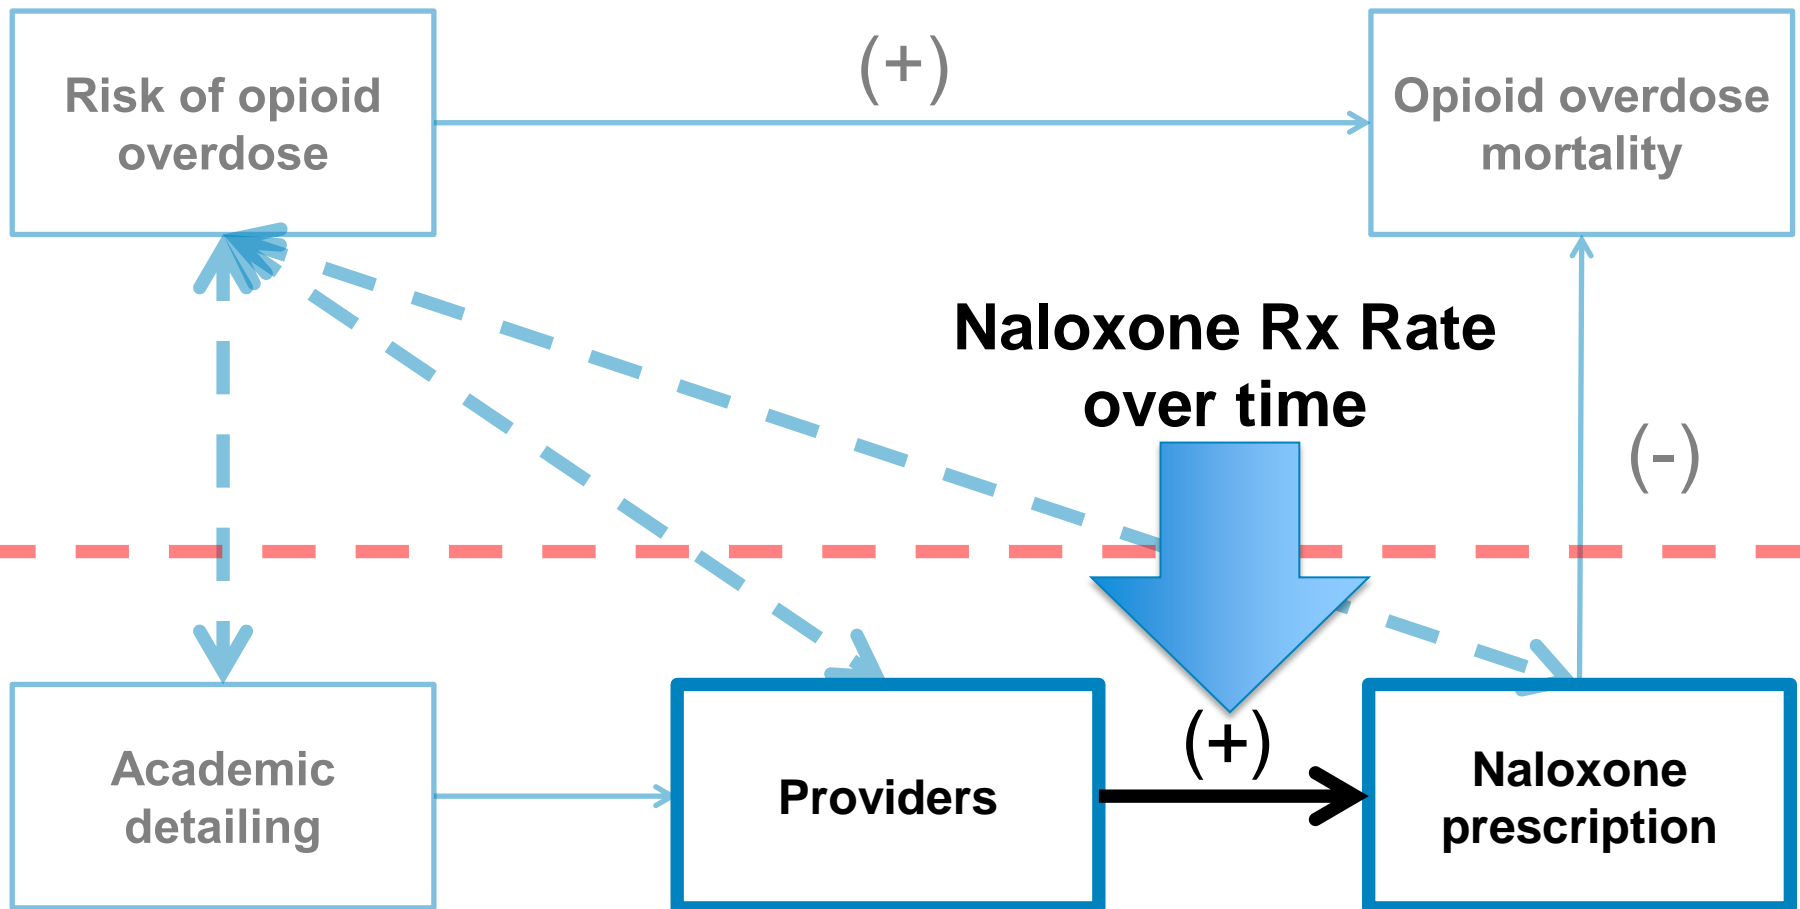 Risk of opioid
overdose
(+)
Opioid overdose
mortality
Naloxone Rx Rate
over time
(-)
Academic
detailing
Providers
(+)
Naloxone
prescription